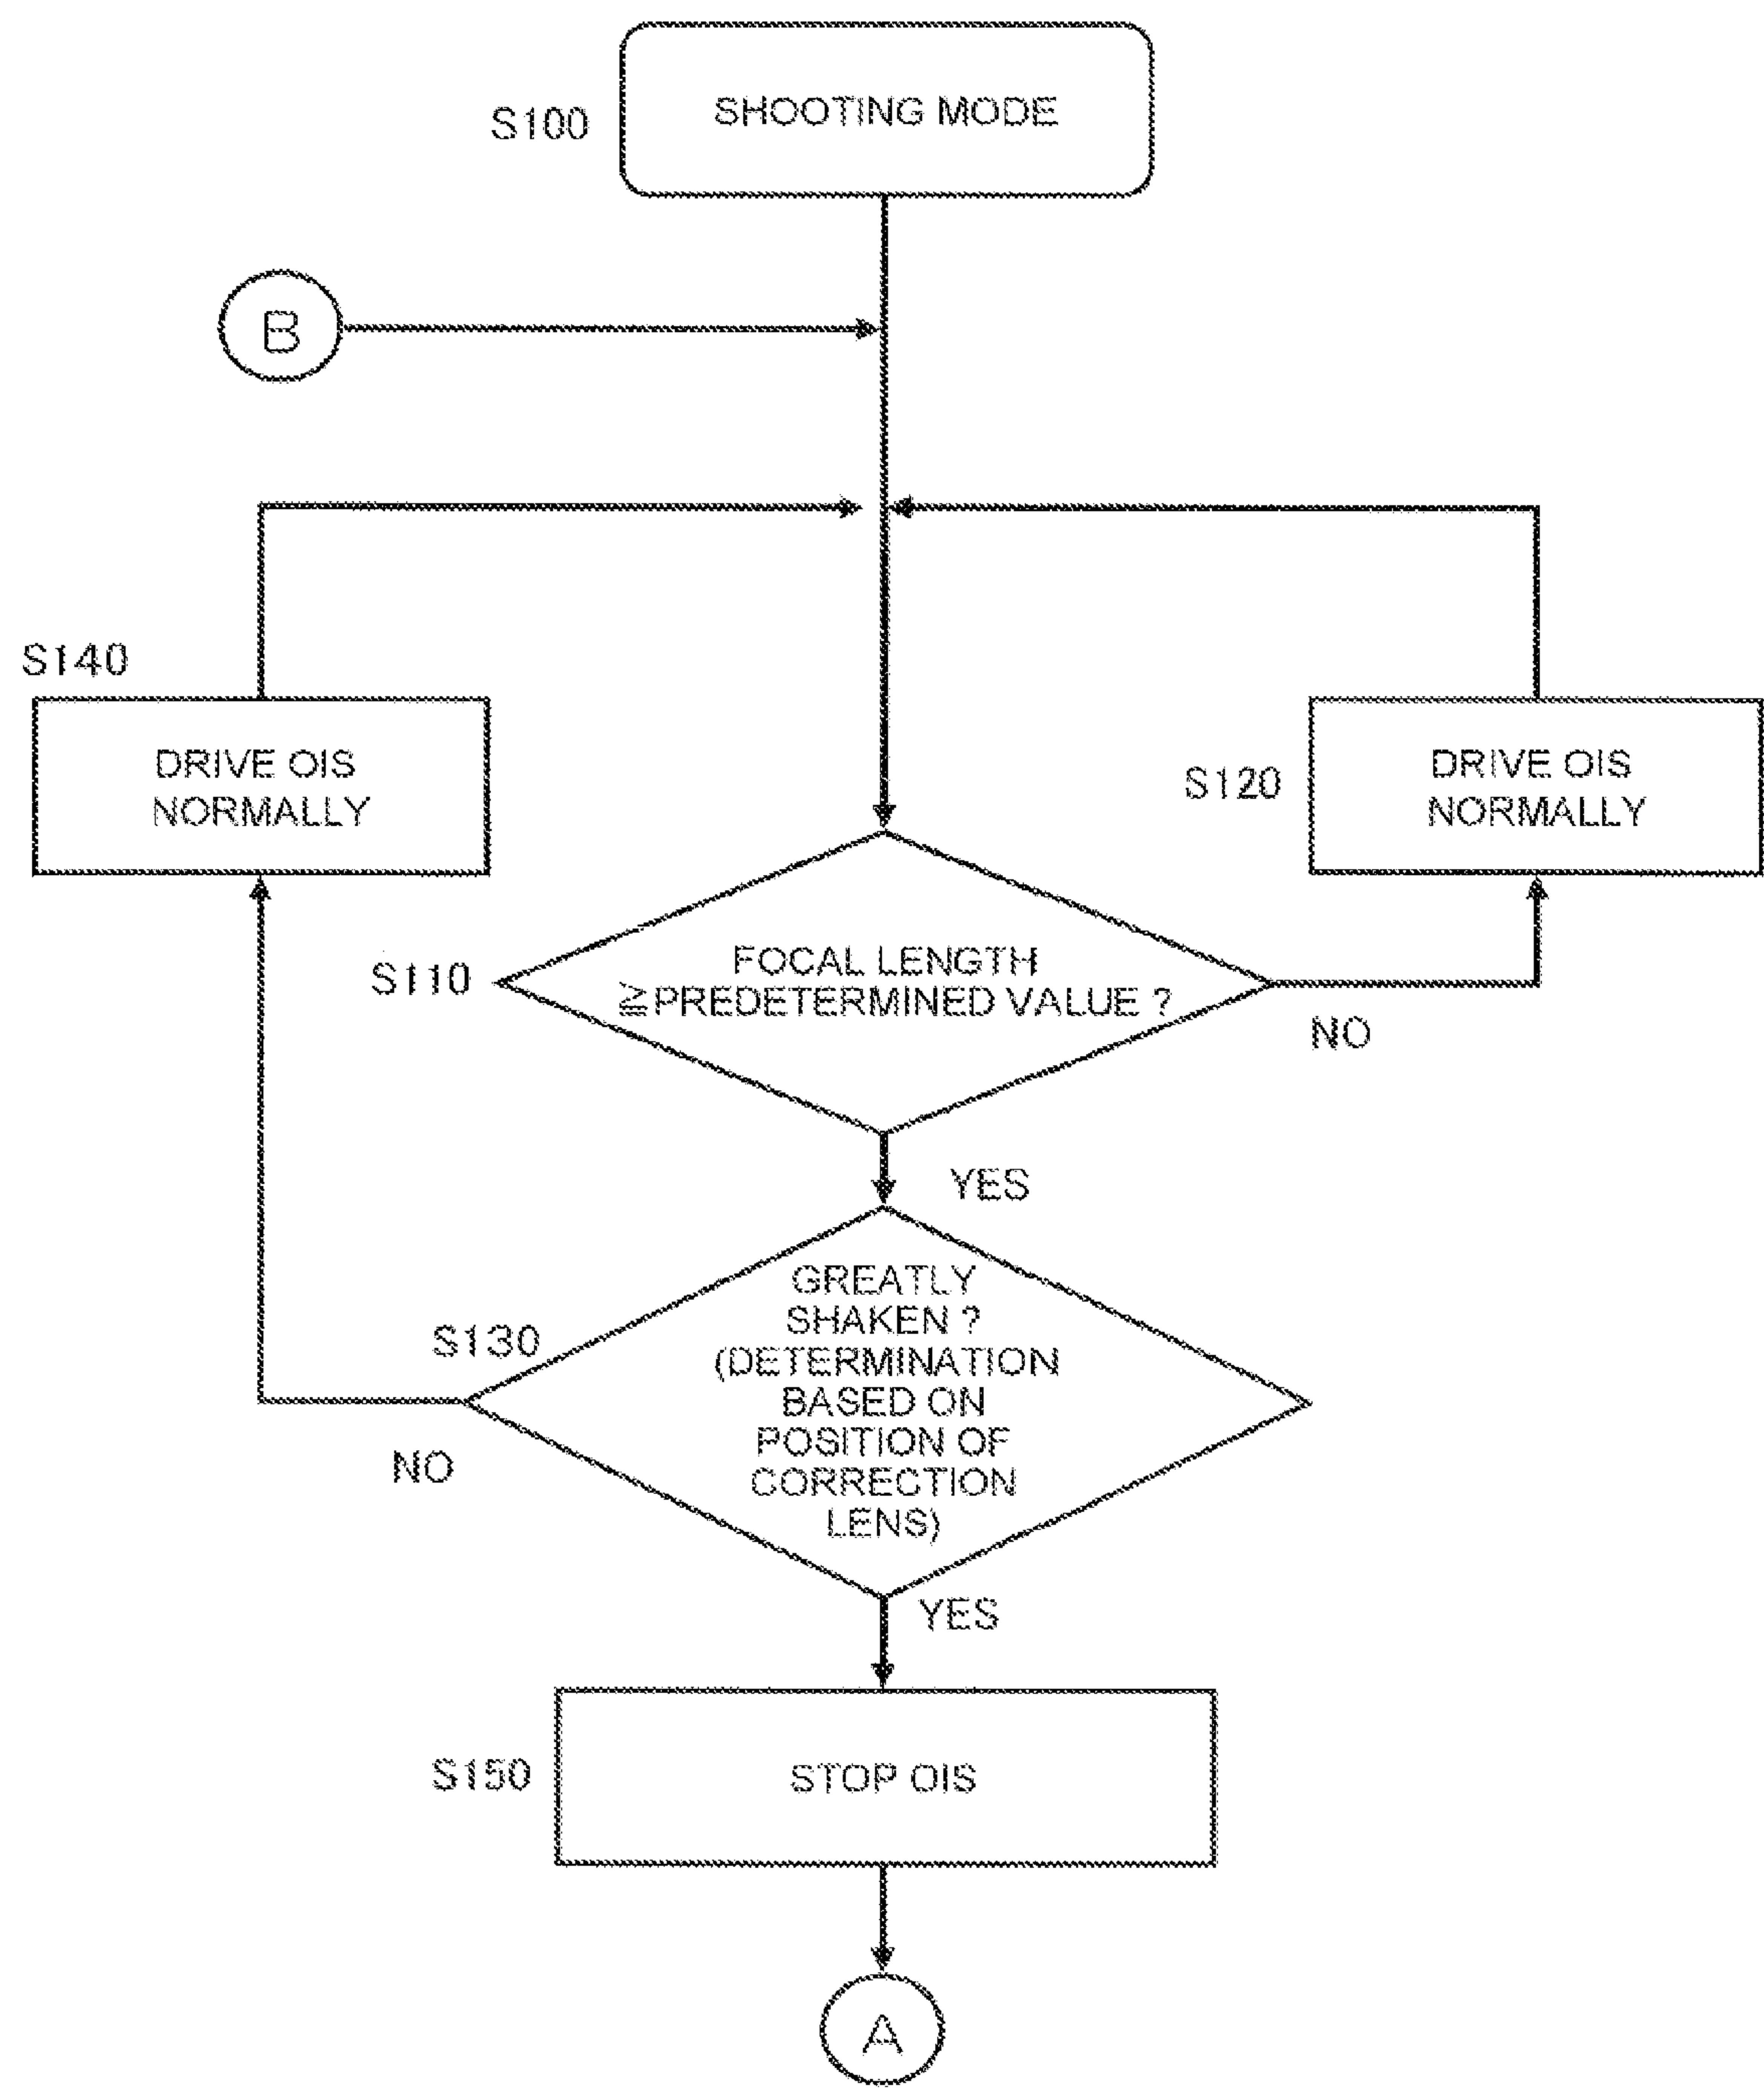 S100
SHOOTING MODE
B
S140
DRIVE OIS
NORMALLY
S120
DRIVE OIS
NORMALLY
S110
FOCAL LENGTH
≧PREDETERMINED VALUE ?
NO
YES
S130
GREATLY
SHAKEN ?
(DETERMINATION
BASED ON
POSITION OF
CORRECTION
LENS)
NO
YES
S150
STOP OIS
A